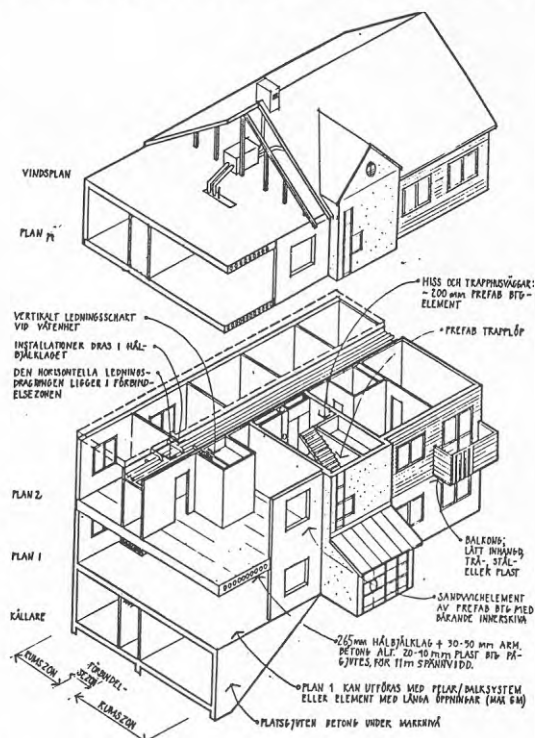 VINDSPLAN
PLAN
HISS OCH TRAPPHUSVÄGGAR:
~200 mm PREFAB BTG-
ELEMENT
PREFAB TRAPPLÖP
VERTIKALT LEDNINGSSCHAKT
VID VÅTENHET
INSTALLATIONER DRAS I HÅL-
BJÄLKLAGET
DEN HORISONTELLA LEDNINGS-
DRAGNINGEN LIGGER I FÖRBIND-
ELSEZONEN
PLAN 2
PLAN 1
KÄLLARE
BALKONG;
LÄTT INHÄNGD,
TRÄ-, STÅL-
ELLER PLAST
SANDWICHELEMENT
AV PREFAB BTG MED
BÄRANDE INNERSKIVA
265mm HÅLBJÄLKLAG + 30-50 mm ARM.
BETONG ALT. 20-40 mm PLAST BTG PÅ-
GJUTES, FÖR 11m SPÄNNVIDD.
PLAN 1 KAN UTFÖRAS MED PELAR/BALKSYSTEM
ELLER ELEMENT MED LÅNGA ÖPPNINGAR (MAX 6M)
PLATSGJUTEN BETONG UNDER MARKNIVÅ
RUMSZON
FÖRBINDEL-
SEZON
RUMSZON